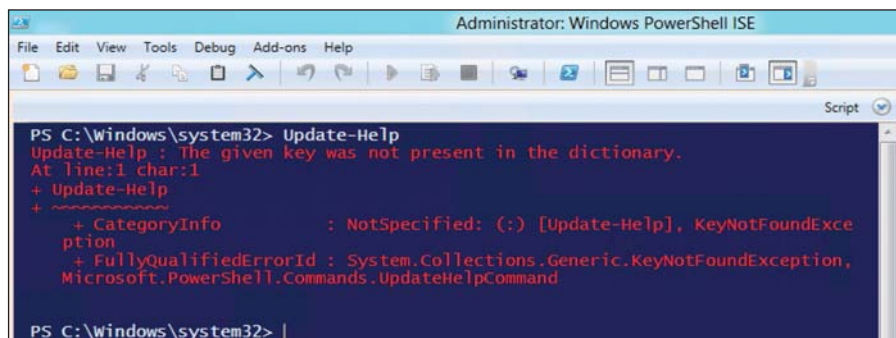 Administrator: Windows PowerShell ISE
File Edit View Tools Debug Add-ons Help
Script
PS C:\Windows\system32> Update-Help
Update-Help : The given key was not present in the dictionary.
At line:1 char:1
+ Update-Help
+ ~~~~~~~~~~~
+ CategoryInfo : NotSpecified: (:) [Update-Help], KeyNotFoundExce
ption
+ FullyQualifiedErrorId : System.Collections.Generic.KeyNotFoundException,
Microsoft.PowerShell.Commands.UpdateHelpCommand
PS C:\Windows\system32>